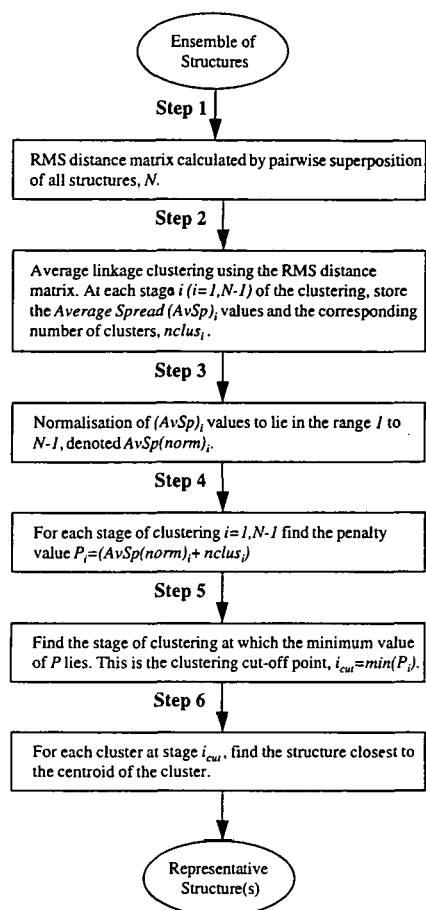 Ensemble of
Structures
Step 1
RMS distance matrix calculated by pairwise superposition
of all structures, N.
Step 2
Average linkage clustering using the RMS distance
matrix. At each stage i (i=1,N-1) of the clustering, store
the Average Spread (AvSp)i values and the corresponding
number of clusters, nclusi .
Step 3
Normalisation of (AvSp)i values to lie in the range 1 to
N-1, denoted AvSp(norm)i.
Step 4
For each stage of clustering i=1,N-1 find the penalty
value Pi=(AvSp(norm)i+ nclusi)
Step 5
Find the stage of clustering at which the minimum value
of P lies. This is the clustering cut-off point, icut=min(Pi).
Step 6
For each cluster at stage icut, find the structure closest to
the centroid of the cluster.
Representative
Structure(s)